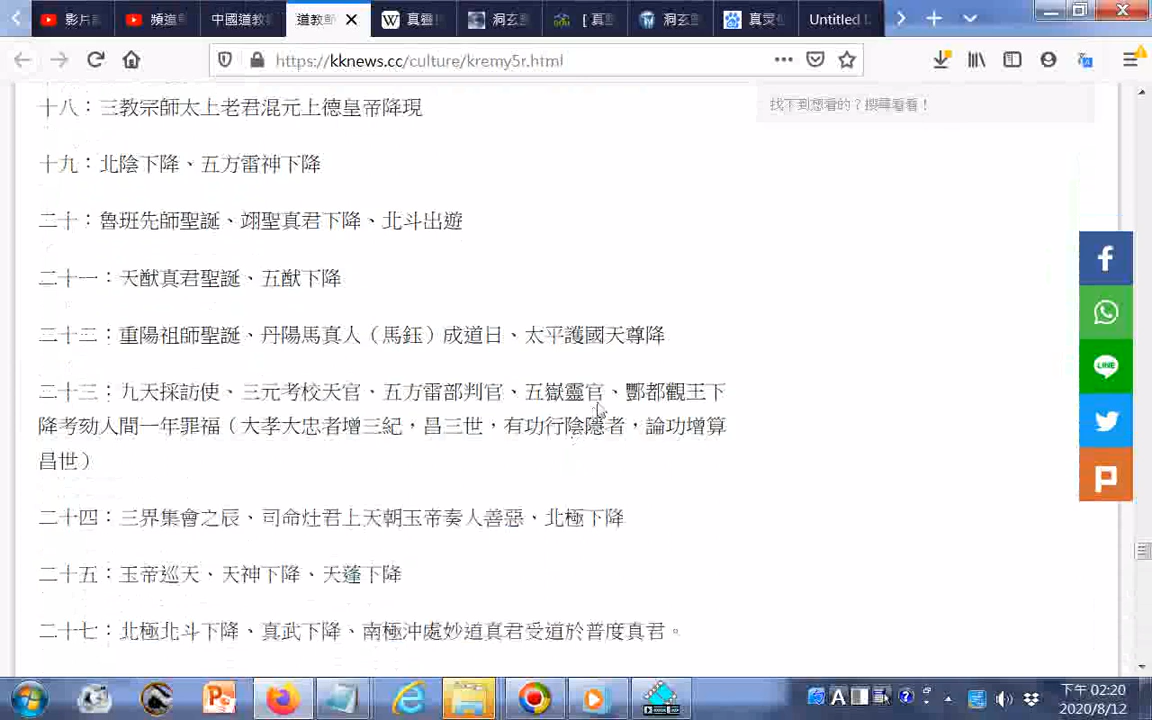 影片
頻道
中國道教
道教節
真靈
洞玄
[ 真
洞玄
真灵位
Untitled
https://kknews.cc/culture/kremy5r.html
找不到想看的？搜尋看看！
十八：三教宗師太上老君混元上德皇帝降現
十九：北陰下降、五方雷神下降
二十：魯班先師聖誕、翊聖真君下降、北斗出遊
二十一：天猷真君聖誕、五猷下降
二十二：重陽祖師聖誕、丹陽馬真人（馬鈺）成道日、太平護國天尊降
二十三：九天採訪使、三元考校天官、五方雷部判官、五嶽靈官、酆都觀王下
降考劾人間一年罪福（大孝大忠者增三紀，昌三世，有功行陰隱者，論功增算
昌世）
二十四：三界集會之辰、司命灶君上天朝玉帝奏人善惡、北極下降
二十五：玉帝巡天、天神下降、天蓬下降
二十七：北極北斗下降、真武下降、南極沖處妙道真君受道於普度真君。
下午 02:20
2020/8/12